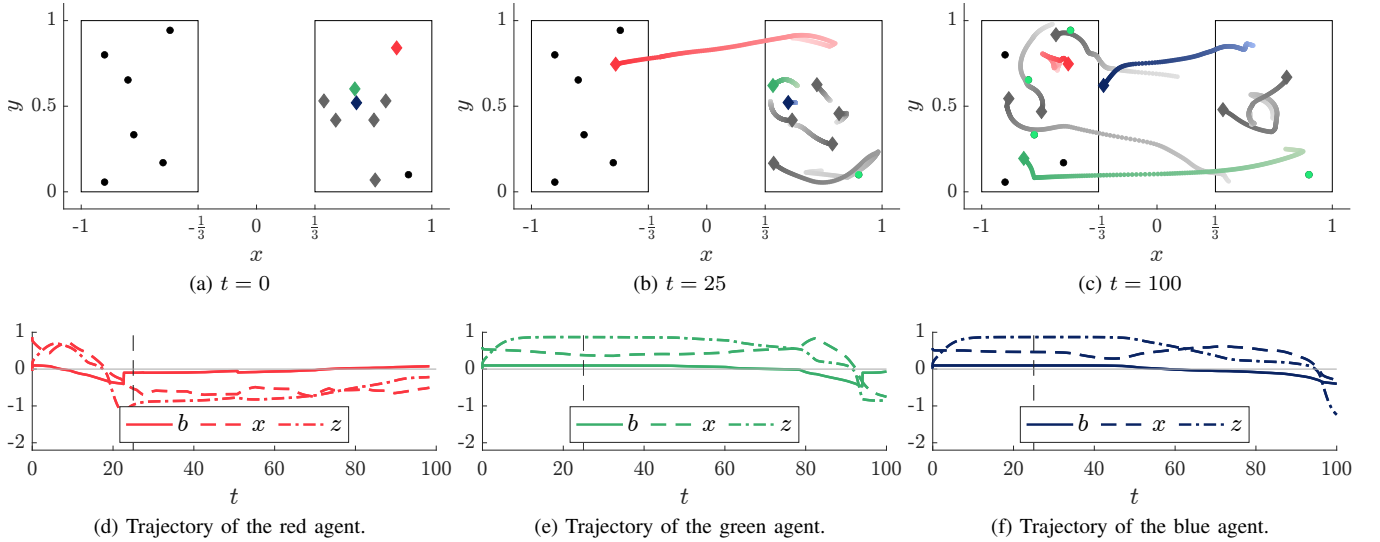 1
0.5
0
y
-1
-1/3
0
1/3
1
x
(a) t = 0
1
0.5
0
y
-1
-1/3
0
1/3
1
x
(b) t = 25
1
0.5
0
y
-1
-1/3
0
1/3
1
x
(c) t = 100
1
0
-1
-2
b x z
0 20 40 60 80 100
t
(d) Trajectory of the red agent.
1
0
-1
-2
b x z
0 20 40 60 80 100
t
(e) Trajectory of the green agent.
1
0
-1
-2
b x z
0 20 40 60 80 100
t
(f) Trajectory of the blue agent.